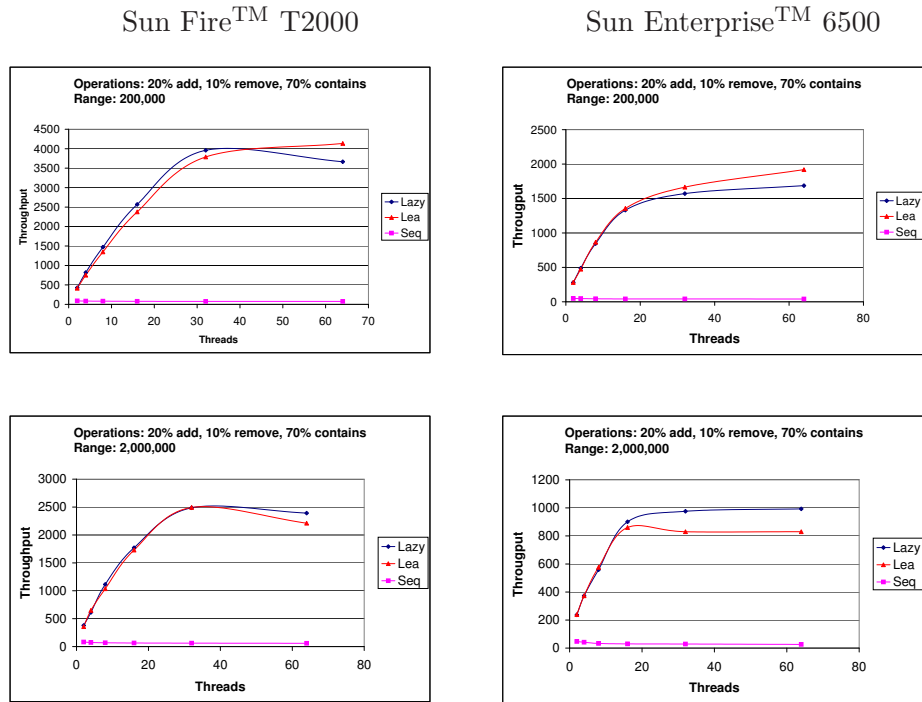 Sun Fire™ T2000
Sun Enterprise™ 6500
Operations: 20% add, 10% remove, 70% contains
Range: 200,000
4500
4000
3500
3000
2500
2000
1500
1000
500
0
Throughput
0 10 20 30 40 50 60 70
Threads
Lazy
Lea
Seq
Operations: 20% add, 10% remove, 70% contains
Range: 200,000
2500
2000
1500
1000
500
0
Througput
0 20 40 60 80
Threads
Lazy
Lea
Seq
Operations: 20% add, 10% remove, 70% contains
Range: 2,000,000
3000
2500
2000
1500
1000
500
0
Throughput
0 20 40 60 80
Threads
Lazy
Lea
Seq
Operations: 20% add, 10% remove, 70% contains
Range: 2,000,000
1200
1000
800
600
400
200
0
Througput
0 20 40 60 80
Threads
Lazy
Lea
Seq